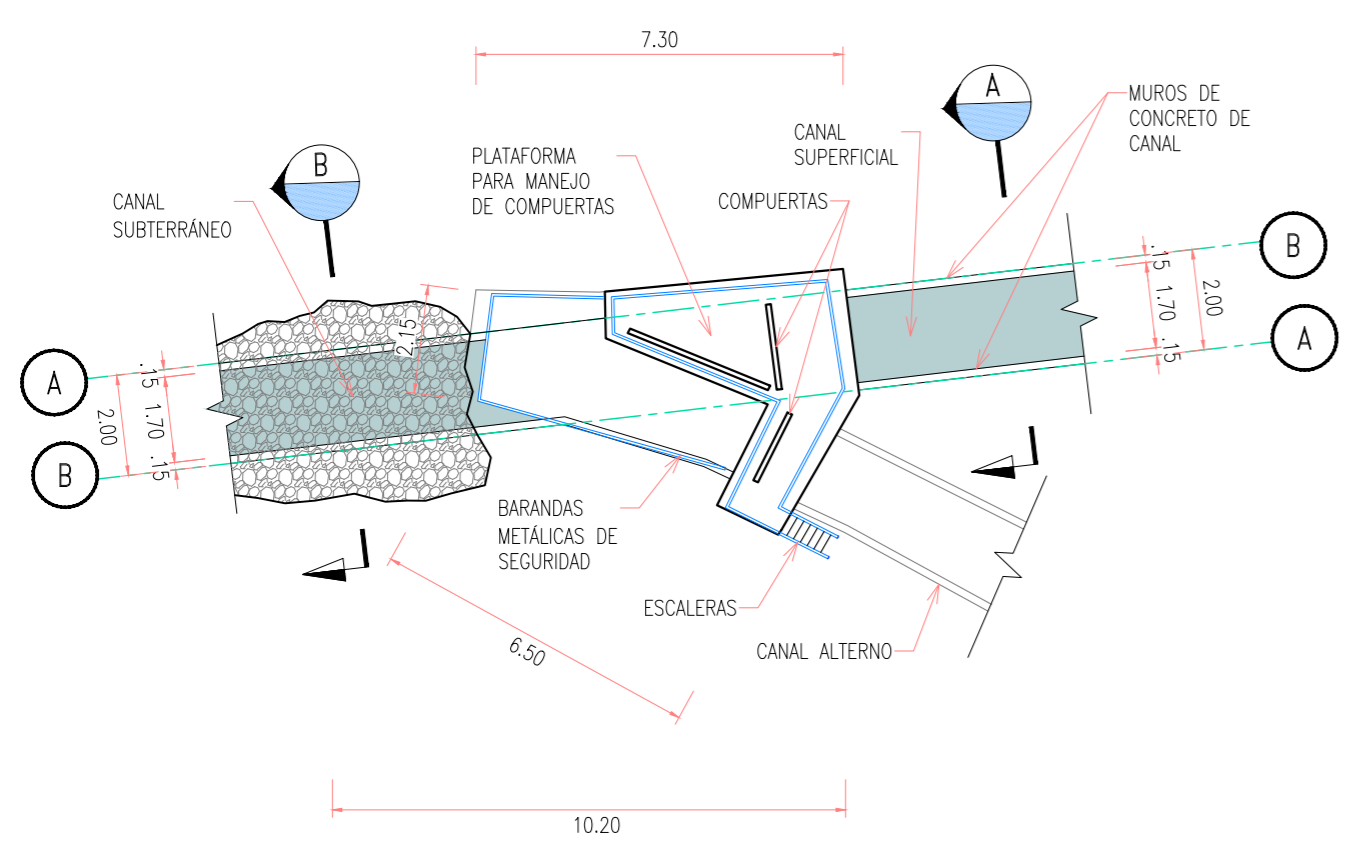 7.30
A
MUROS DE
CONCRETO DE
CANAL
CANAL
SUPERFICIAL
B
PLATAFORMA
PARA MANEJO
DE COMPUERTAS
COMPUERTAS
CANAL
SUBTERRÁNEO
B
.15
1.70
2.00
.15
A
2.15
A
.15
1.70
2.00
.15
B
BARANDAS
METÁLICAS DE
SEGURIDAD
ESCALERAS
6.50
CANAL ALTERNO
10.20